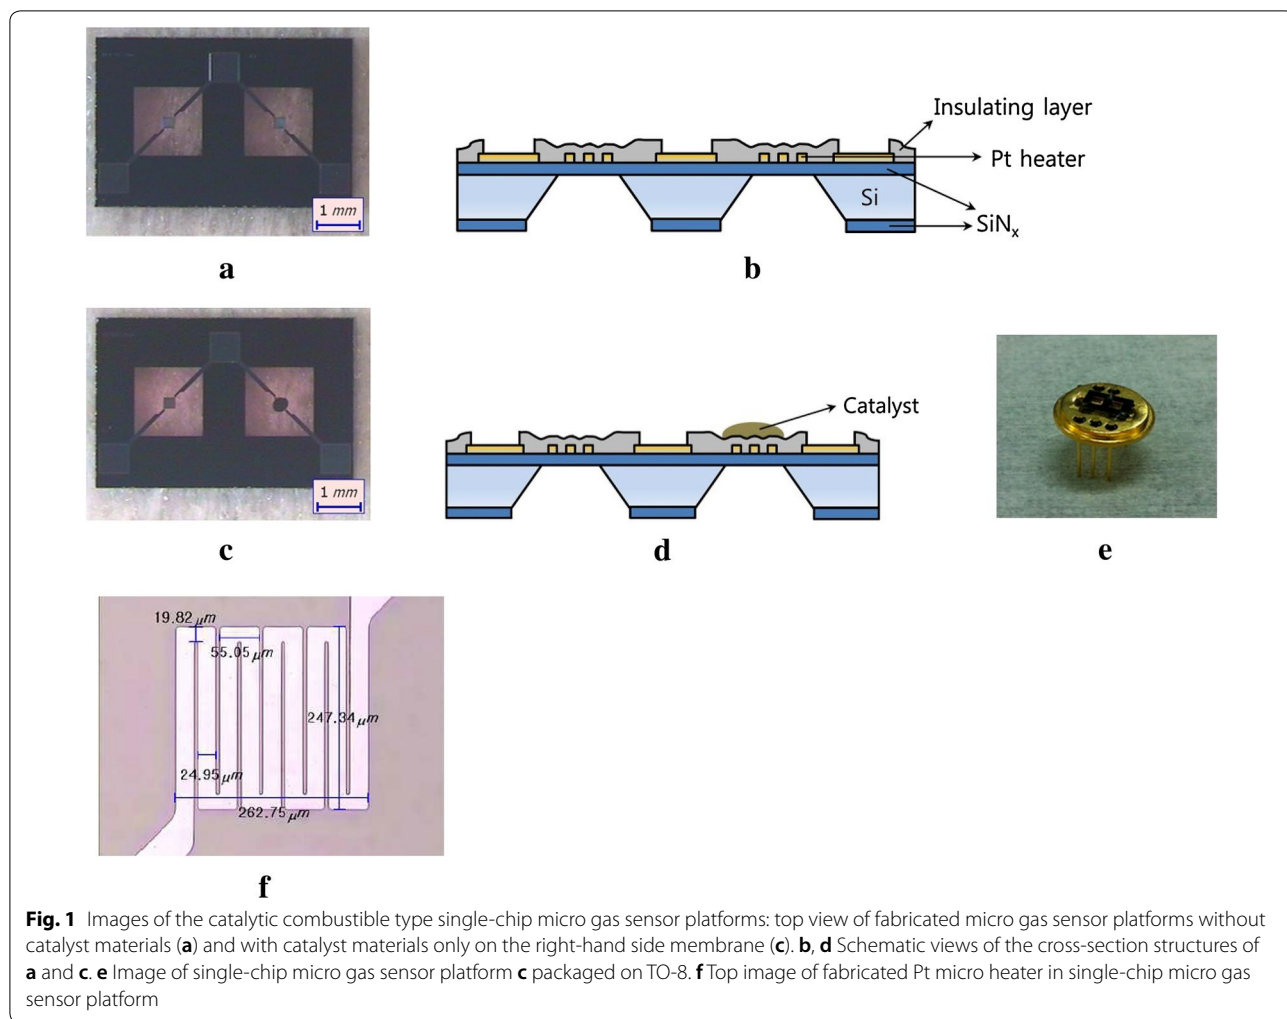 1 mm
a
Insulating layer
Pt heater
Si
SiNx
b
1 mm
c
Catalyst
d
e
19.82 μm
55.05 μm
247.34 μm
24.95 μm
262.75 μm
f
Fig. 1 Images of the catalytic combustible type single-chip micro gas sensor platforms: top view of fabricated micro gas sensor platforms without
catalyst materials (a) and with catalyst materials only on the right-hand side membrane (c). b, d Schematic views of the cross-section structures of
a and c. e Image of single-chip micro gas sensor platform c packaged on TO-8. f Top image of fabricated Pt micro heater in single-chip micro gas
sensor platform